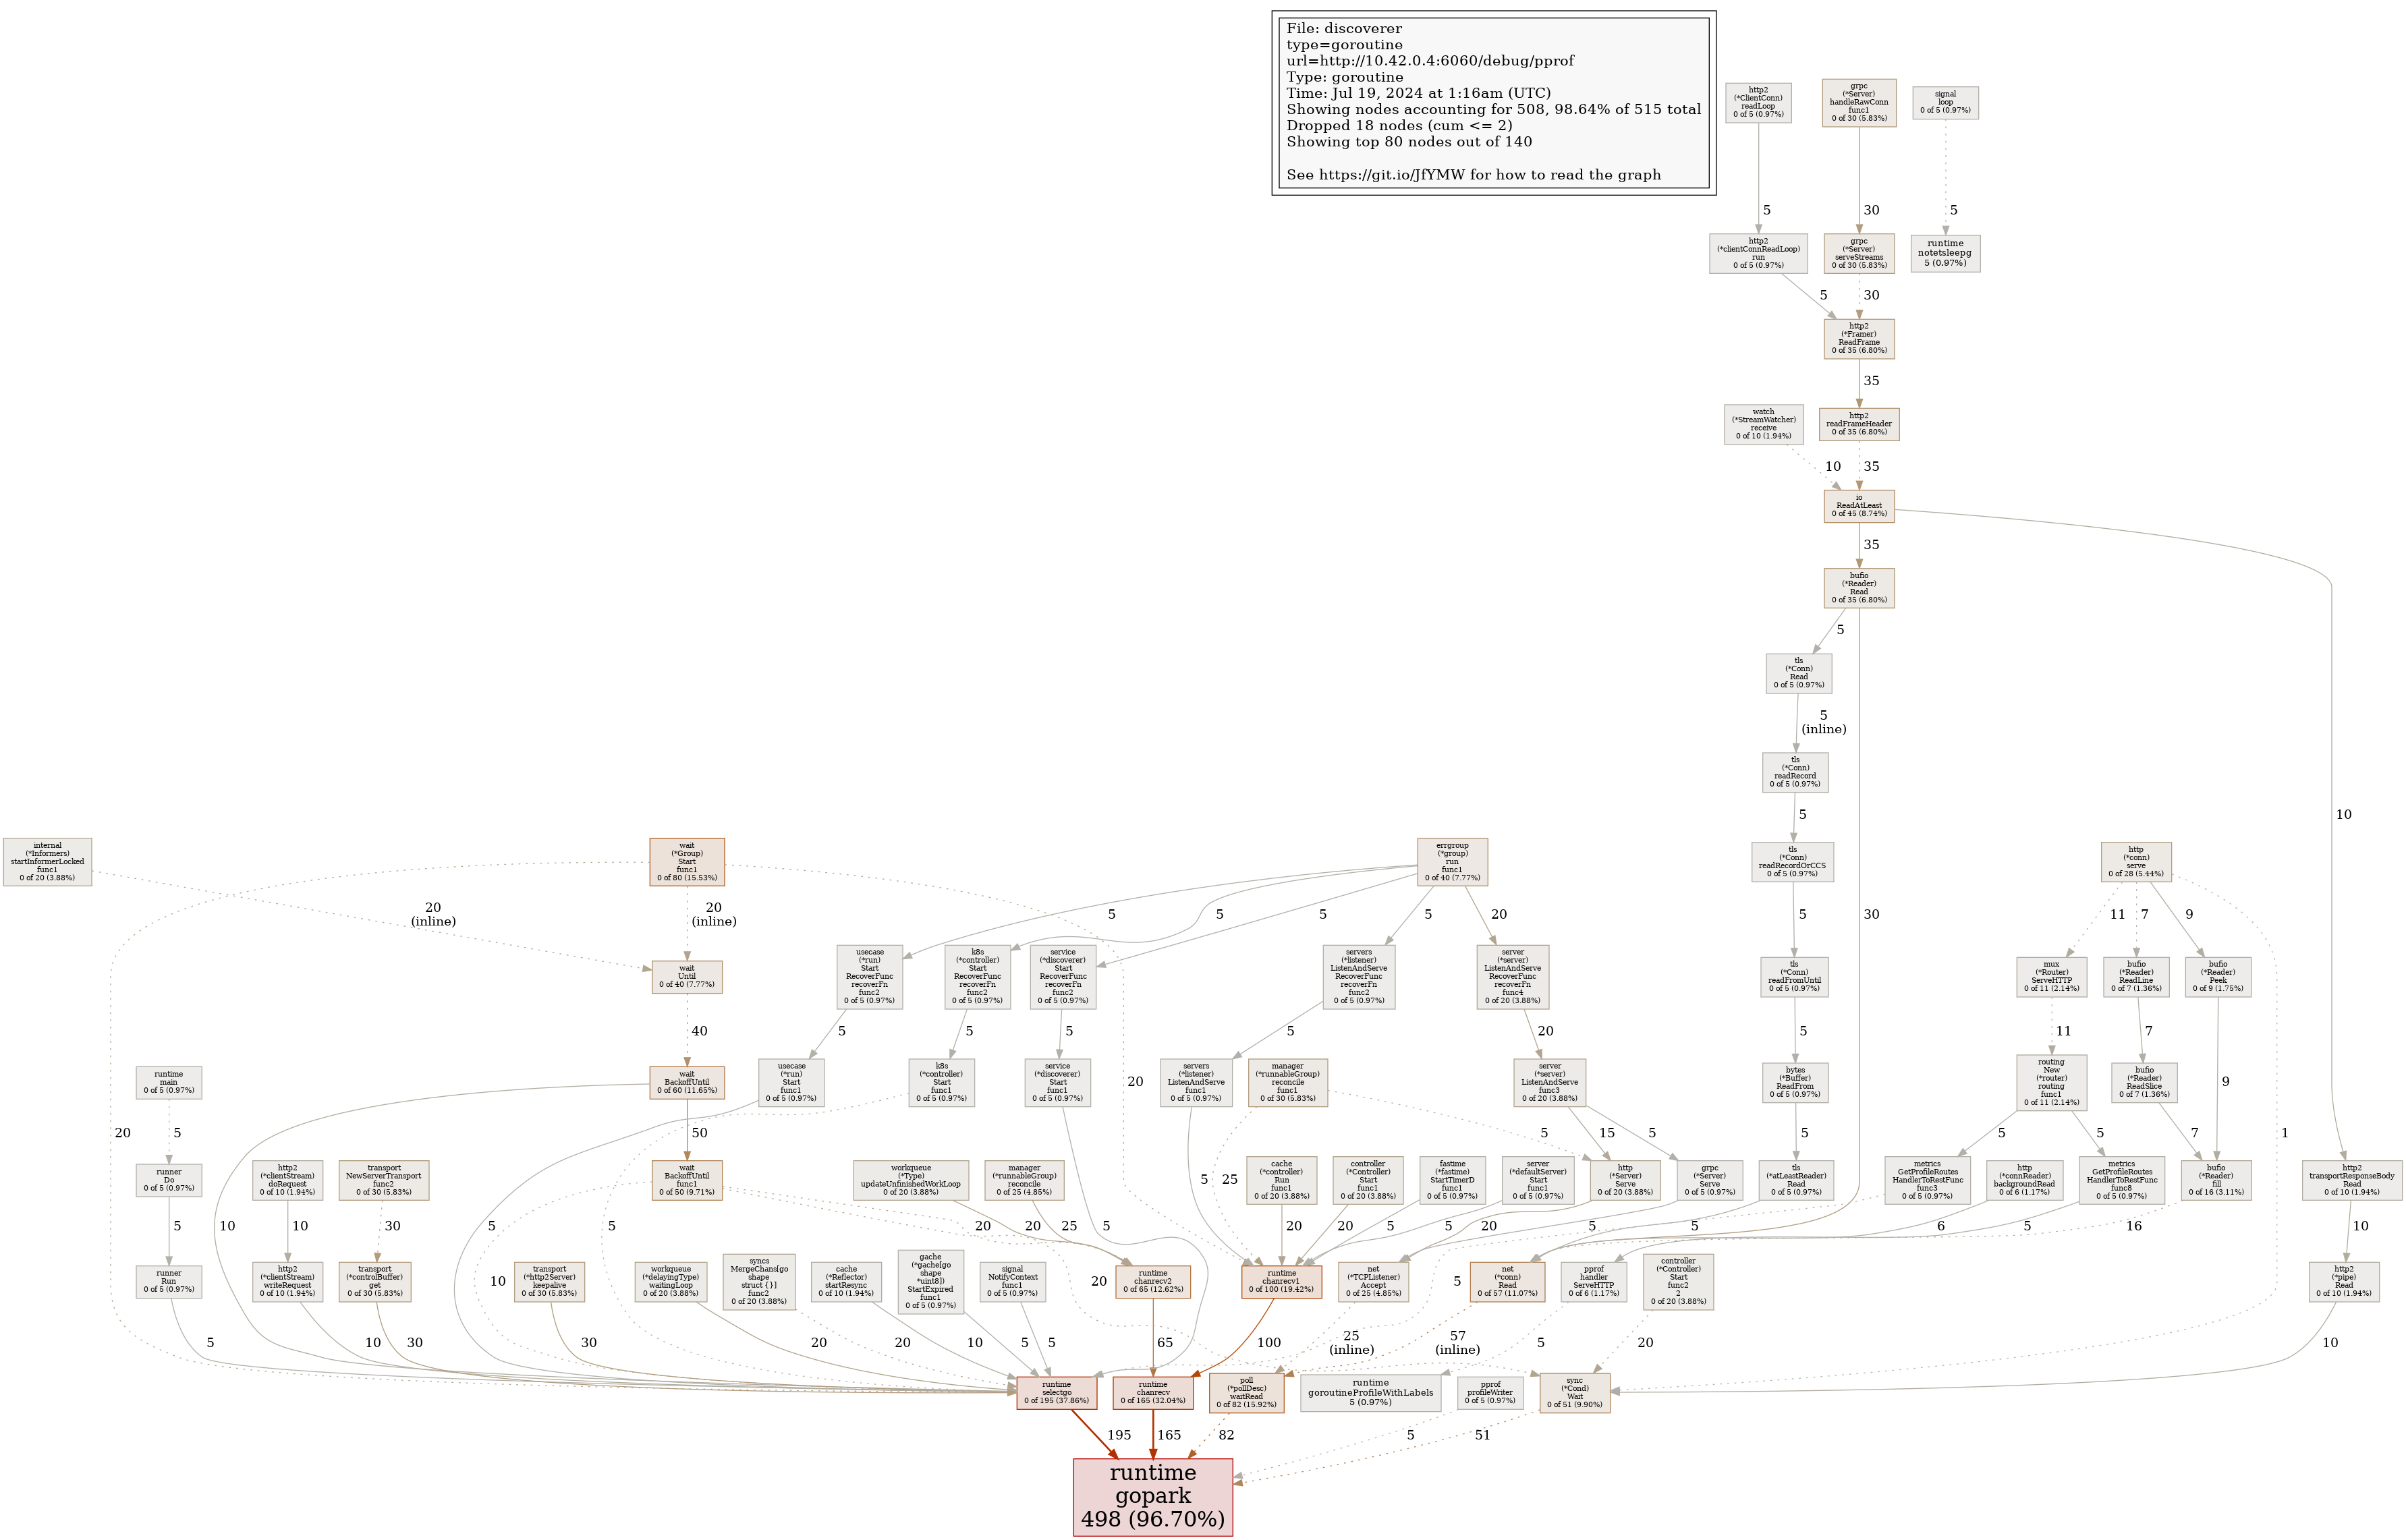 File: discoverer
type=goroutine
url=http://10.42.0.4:6060/debug/pprof
Type: goroutine
Time: Jul 19, 2024 at 1:16am (UTC)
Showing nodes accounting for 508, 98.64% of 515 total
Dropped 18 nodes (cum <= 2)
Showing top 80 nodes out of 140
See https://git.io/JfYMW for how to read the graph
http2
(*ClientConn)
readLoop
0 of 5 (0.97%)
grpc
(*Server)
handleRawConn
func1
0 of 30 (5.83%)
signal
loop
0 of 5 (0.97%)
5
30
5
http2
(*clientConnReadLoop)
run
0 of 5 (0.97%)
grpc
(*Server)
serveStreams
0 of 30 (5.83%)
runtime
notetsleepg
5 (0.97%)
5
30
http2
(*Framer)
ReadFrame
0 of 35 (6.80%)
35
watch
(*StreamWatcher)
receive
0 of 10 (1.94%)
http2
readFrameHeader
0 of 35 (6.80%)
10
35
io
ReadAtLeast
0 of 45 (8.74%)
35
bufio
(*Reader)
Read
0 of 35 (6.80%)
5
tls
(*Conn)
Read
0 of 5 (0.97%)
5
(inline)
tls
(*Conn)
readRecord
0 of 5 (0.97%)
5
10
internal
(*Informers)
startInformerLocked
func1
0 of 20 (3.88%)
wait
(*Group)
Start
func1
0 of 80 (15.53%)
errgroup
(*group)
run
func1
0 of 40 (7.77%)
tls
(*Conn)
readRecordOrCCS
0 of 5 (0.97%)
http
(*conn)
serve
0 of 28 (5.44%)
20
(inline)
20
(inline)
5
5
5
5
20
5
30
11
7
9
usecase
(*run)
Start
RecoverFunc
recoverFn
func2
0 of 5 (0.97%)
k8s
(*controller)
Start
RecoverFunc
recoverFn
func2
0 of 5 (0.97%)
service
(*discoverer)
Start
RecoverFunc
recoverFn
func2
0 of 5 (0.97%)
servers
(*listener)
ListenAndServe
RecoverFunc
recoverFn
func2
0 of 5 (0.97%)
server
(*server)
ListenAndServe
RecoverFunc
recoverFn
func4
0 of 20 (3.88%)
wait
Until
0 of 40 (7.77%)
tls
(*Conn)
readFromUntil
0 of 5 (0.97%)
mux
(*Router)
ServeHTTP
0 of 11 (2.14%)
bufio
(*Reader)
ReadLine
0 of 7 (1.36%)
bufio
(*Reader)
Peek
0 of 9 (1.75%)
40
5
5
5
5
20
5
11
7
runtime
main
0 of 5 (0.97%)
wait
BackoffUntil
0 of 60 (11.65%)
usecase
(*run)
Start
func1
0 of 5 (0.97%)
k8s
(*controller)
Start
func1
0 of 5 (0.97%)
service
(*discoverer)
Start
func1
0 of 5 (0.97%)
20
servers
(*listener)
ListenAndServe
func1
0 of 5 (0.97%)
manager
(*runnableGroup)
reconcile
func1
0 of 30 (5.83%)
server
(*server)
ListenAndServe
func3
0 of 20 (3.88%)
bytes
(*Buffer)
ReadFrom
0 of 5 (0.97%)
routing
New
(*router)
routing
func1
0 of 11 (2.14%)
bufio
(*Reader)
ReadSlice
0 of 7 (1.36%)
9
20
5
50
5
15
5
5
5
5
7
1
runner
Do
0 of 5 (0.97%)
http2
(*clientStream)
doRequest
0 of 10 (1.94%)
transport
NewServerTransport
func2
0 of 30 (5.83%)
wait
BackoffUntil
func1
0 of 50 (9.71%)
workqueue
(*Type)
updateUnfinishedWorkLoop
0 of 20 (3.88%)
manager
(*runnableGroup)
reconcile
0 of 25 (4.85%)
5
25
cache
(*controller)
Run
func1
0 of 20 (3.88%)
controller
(*Controller)
Start
func1
0 of 20 (3.88%)
fastime
(*fastime)
StartTimerD
func1
0 of 5 (0.97%)
server
(*defaultServer)
Start
func1
0 of 5 (0.97%)
http
(*Server)
Serve
0 of 20 (3.88%)
grpc
(*Server)
Serve
0 of 5 (0.97%)
tls
(*atLeastReader)
Read
0 of 5 (0.97%)
metrics
GetProfileRoutes
HandlerToRestFunc
func3
0 of 5 (0.97%)
http
(*connReader)
backgroundRead
0 of 6 (1.17%)
metrics
GetProfileRoutes
HandlerToRestFunc
func8
0 of 5 (0.97%)
bufio
(*Reader)
fill
0 of 16 (3.11%)
http2
transportResponseBody
Read
0 of 10 (1.94%)
5
10
30
10
5
5
20
20
25
5
20
20
5
5
20
5
5
6
5
16
10
runner
Run
0 of 5 (0.97%)
http2
(*clientStream)
writeRequest
0 of 10 (1.94%)
transport
(*controlBuffer)
get
0 of 30 (5.83%)
10
transport
(*http2Server)
keepalive
0 of 30 (5.83%)
workqueue
(*delayingType)
waitingLoop
0 of 20 (3.88%)
syncs
MergeChans[go
shape
struct {}]
func2
0 of 20 (3.88%)
cache
(*Reflector)
startResync
0 of 10 (1.94%)
gache
(*gache[go
shape
*uint8])
StartExpired
func1
0 of 5 (0.97%)
signal
NotifyContext
func1
0 of 5 (0.97%)
20
runtime
chanrecv2
0 of 65 (12.62%)
runtime
chanrecv1
0 of 100 (19.42%)
net
(*TCPListener)
Accept
0 of 25 (4.85%)
5
net
(*conn)
Read
0 of 57 (11.07%)
pprof
handler
ServeHTTP
0 of 6 (1.17%)
controller
(*Controller)
Start
func2
2
0 of 20 (3.88%)
http2
(*pipe)
Read
0 of 10 (1.94%)
5
10
30
30
20
20
10
5
5
65
100
25
(inline)
57
(inline)
5
20
10
runtime
selectgo
0 of 195 (37.86%)
runtime
chanrecv
0 of 165 (32.04%)
poll
(*pollDesc)
waitRead
0 of 82 (15.92%)
runtime
goroutineProfileWithLabels
5 (0.97%)
pprof
profileWriter
0 of 5 (0.97%)
sync
(*Cond)
Wait
0 of 51 (9.90%)
195
165
82
5
51
runtime
gopark
498 (96.70%)